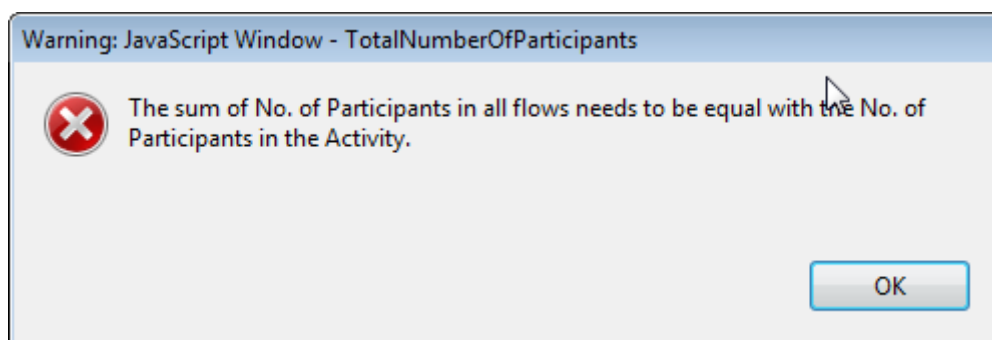 Warning: JavaScript Window - TotalNumberOfParticipants
The sum of No. of Participants in all flows needs to be equal with the No. of
Participants in the Activity.
OK